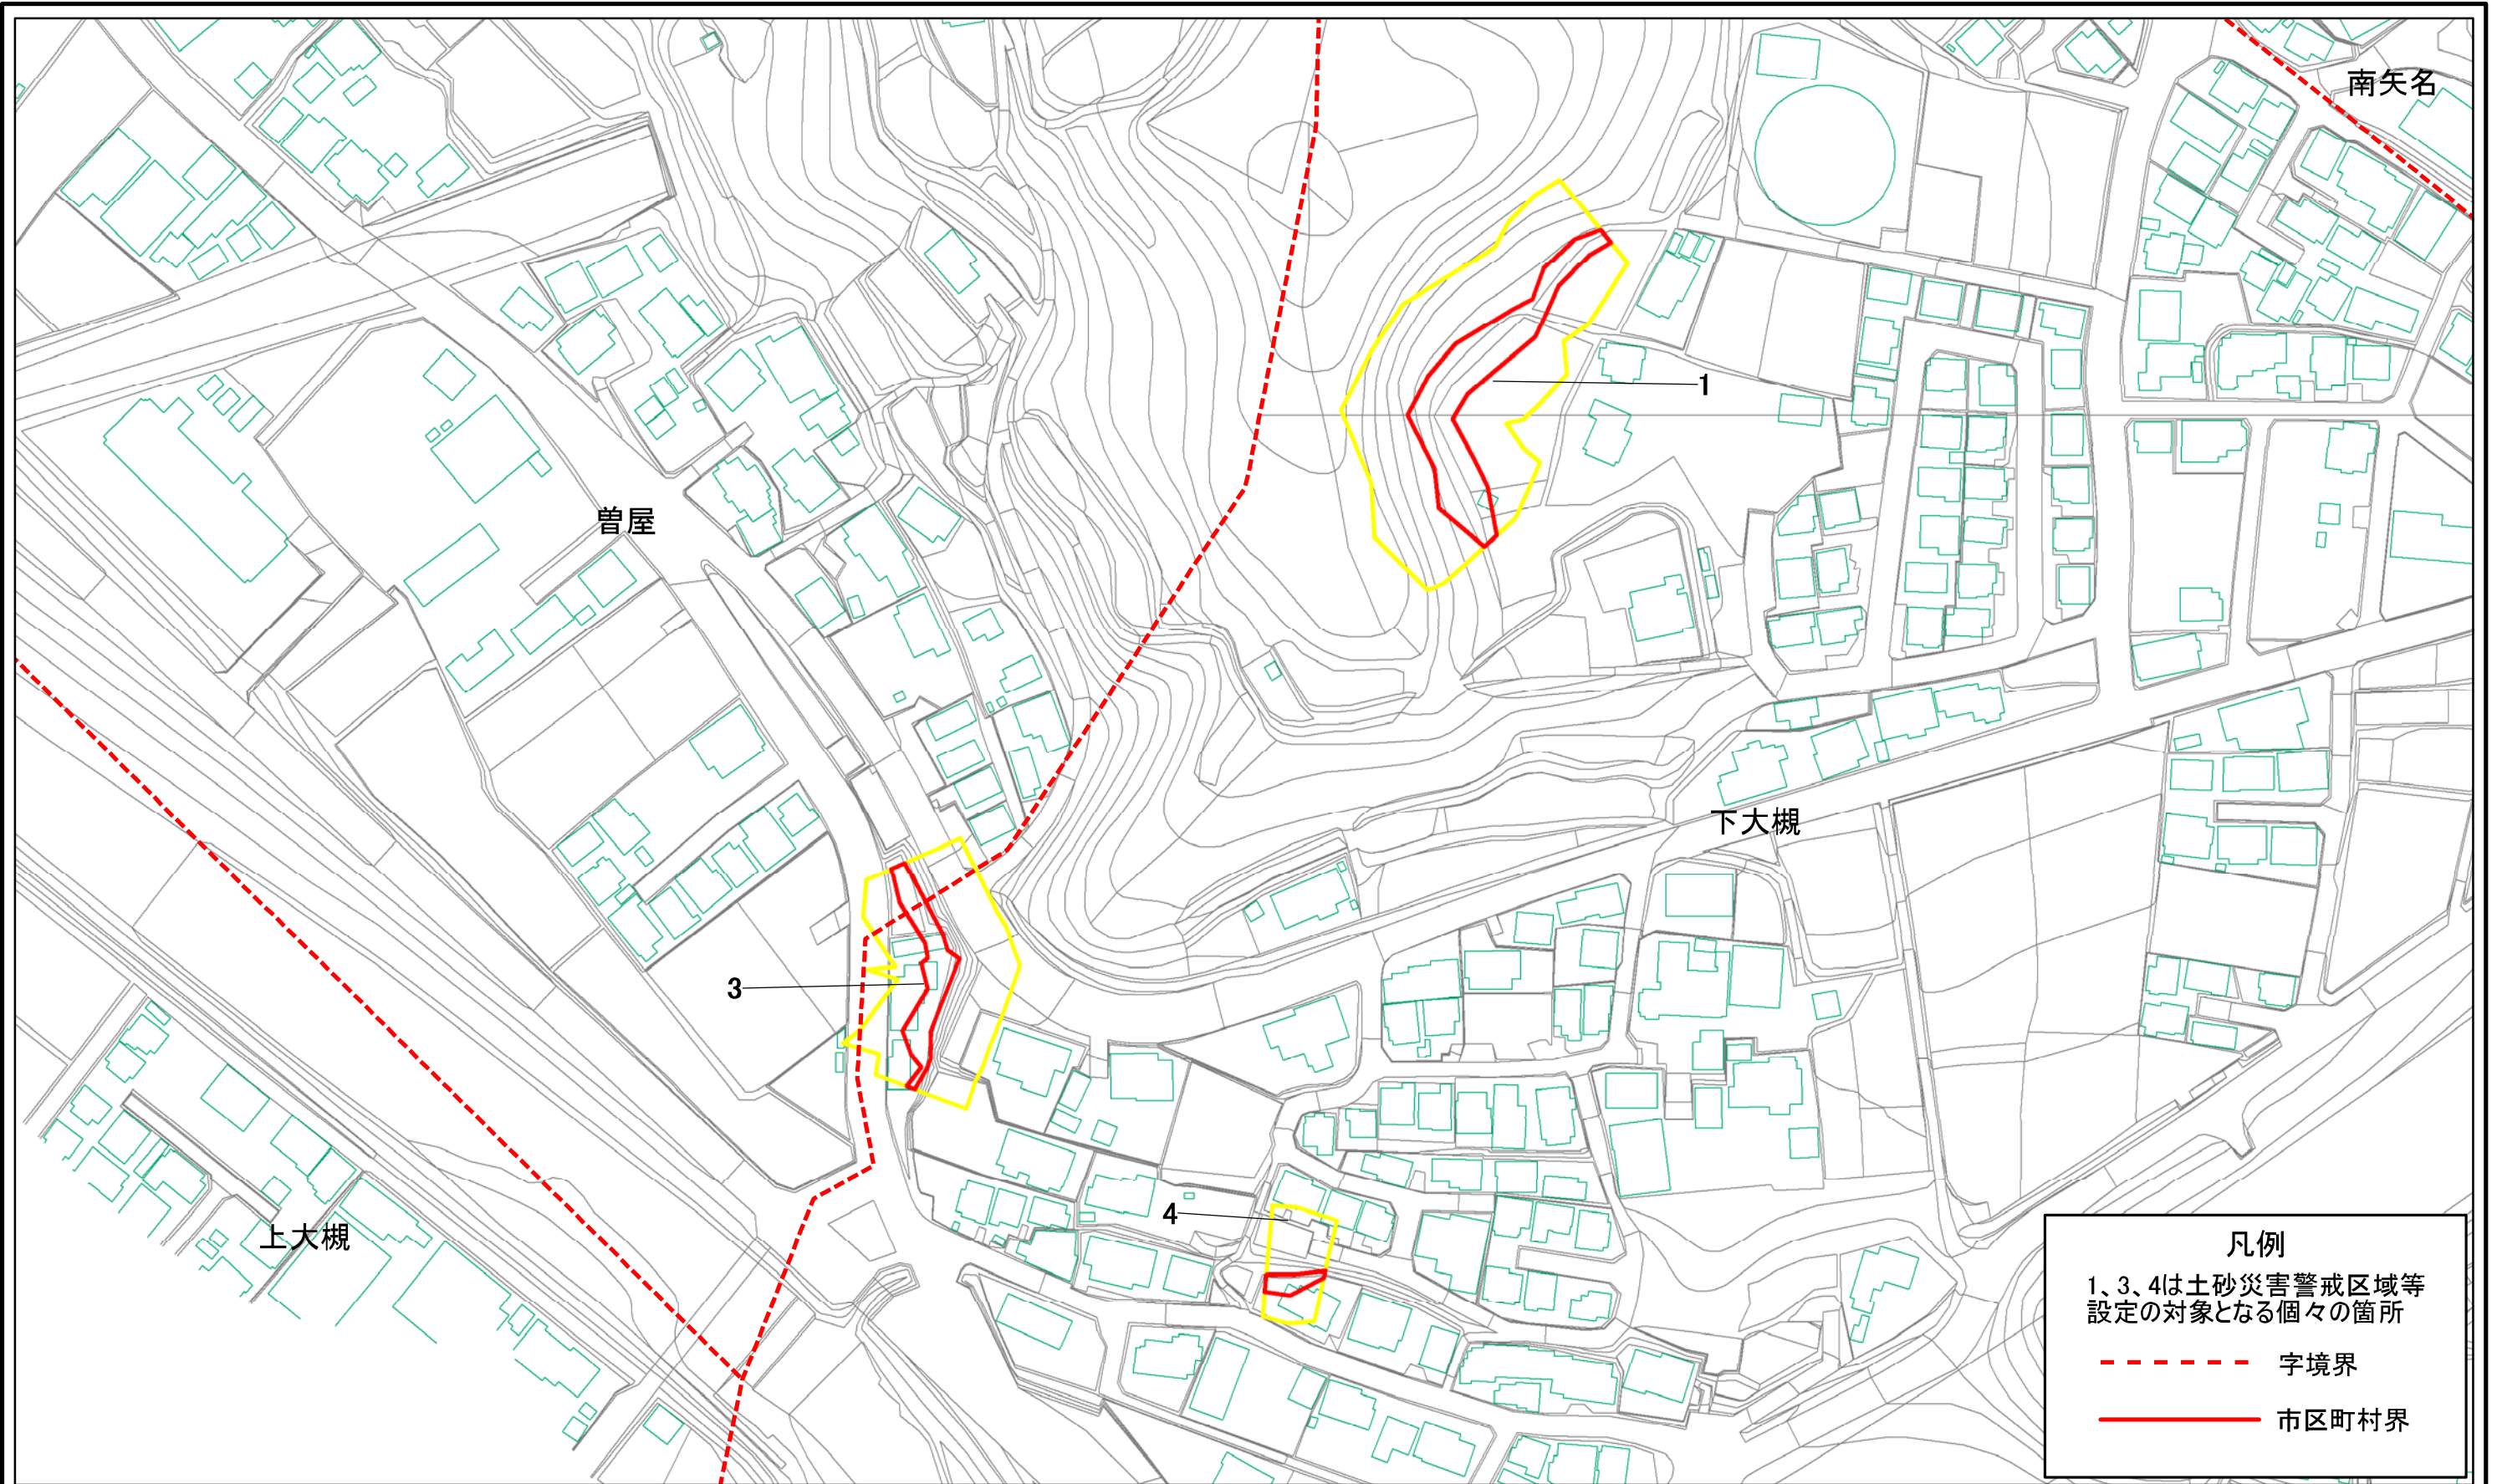 南矢名
1
曽屋
下大槻
3
4
上大槻
凡例
1、3、4は土砂災害警戒区域等
設定の対象となる個々の箇所
字境界
市区町村界